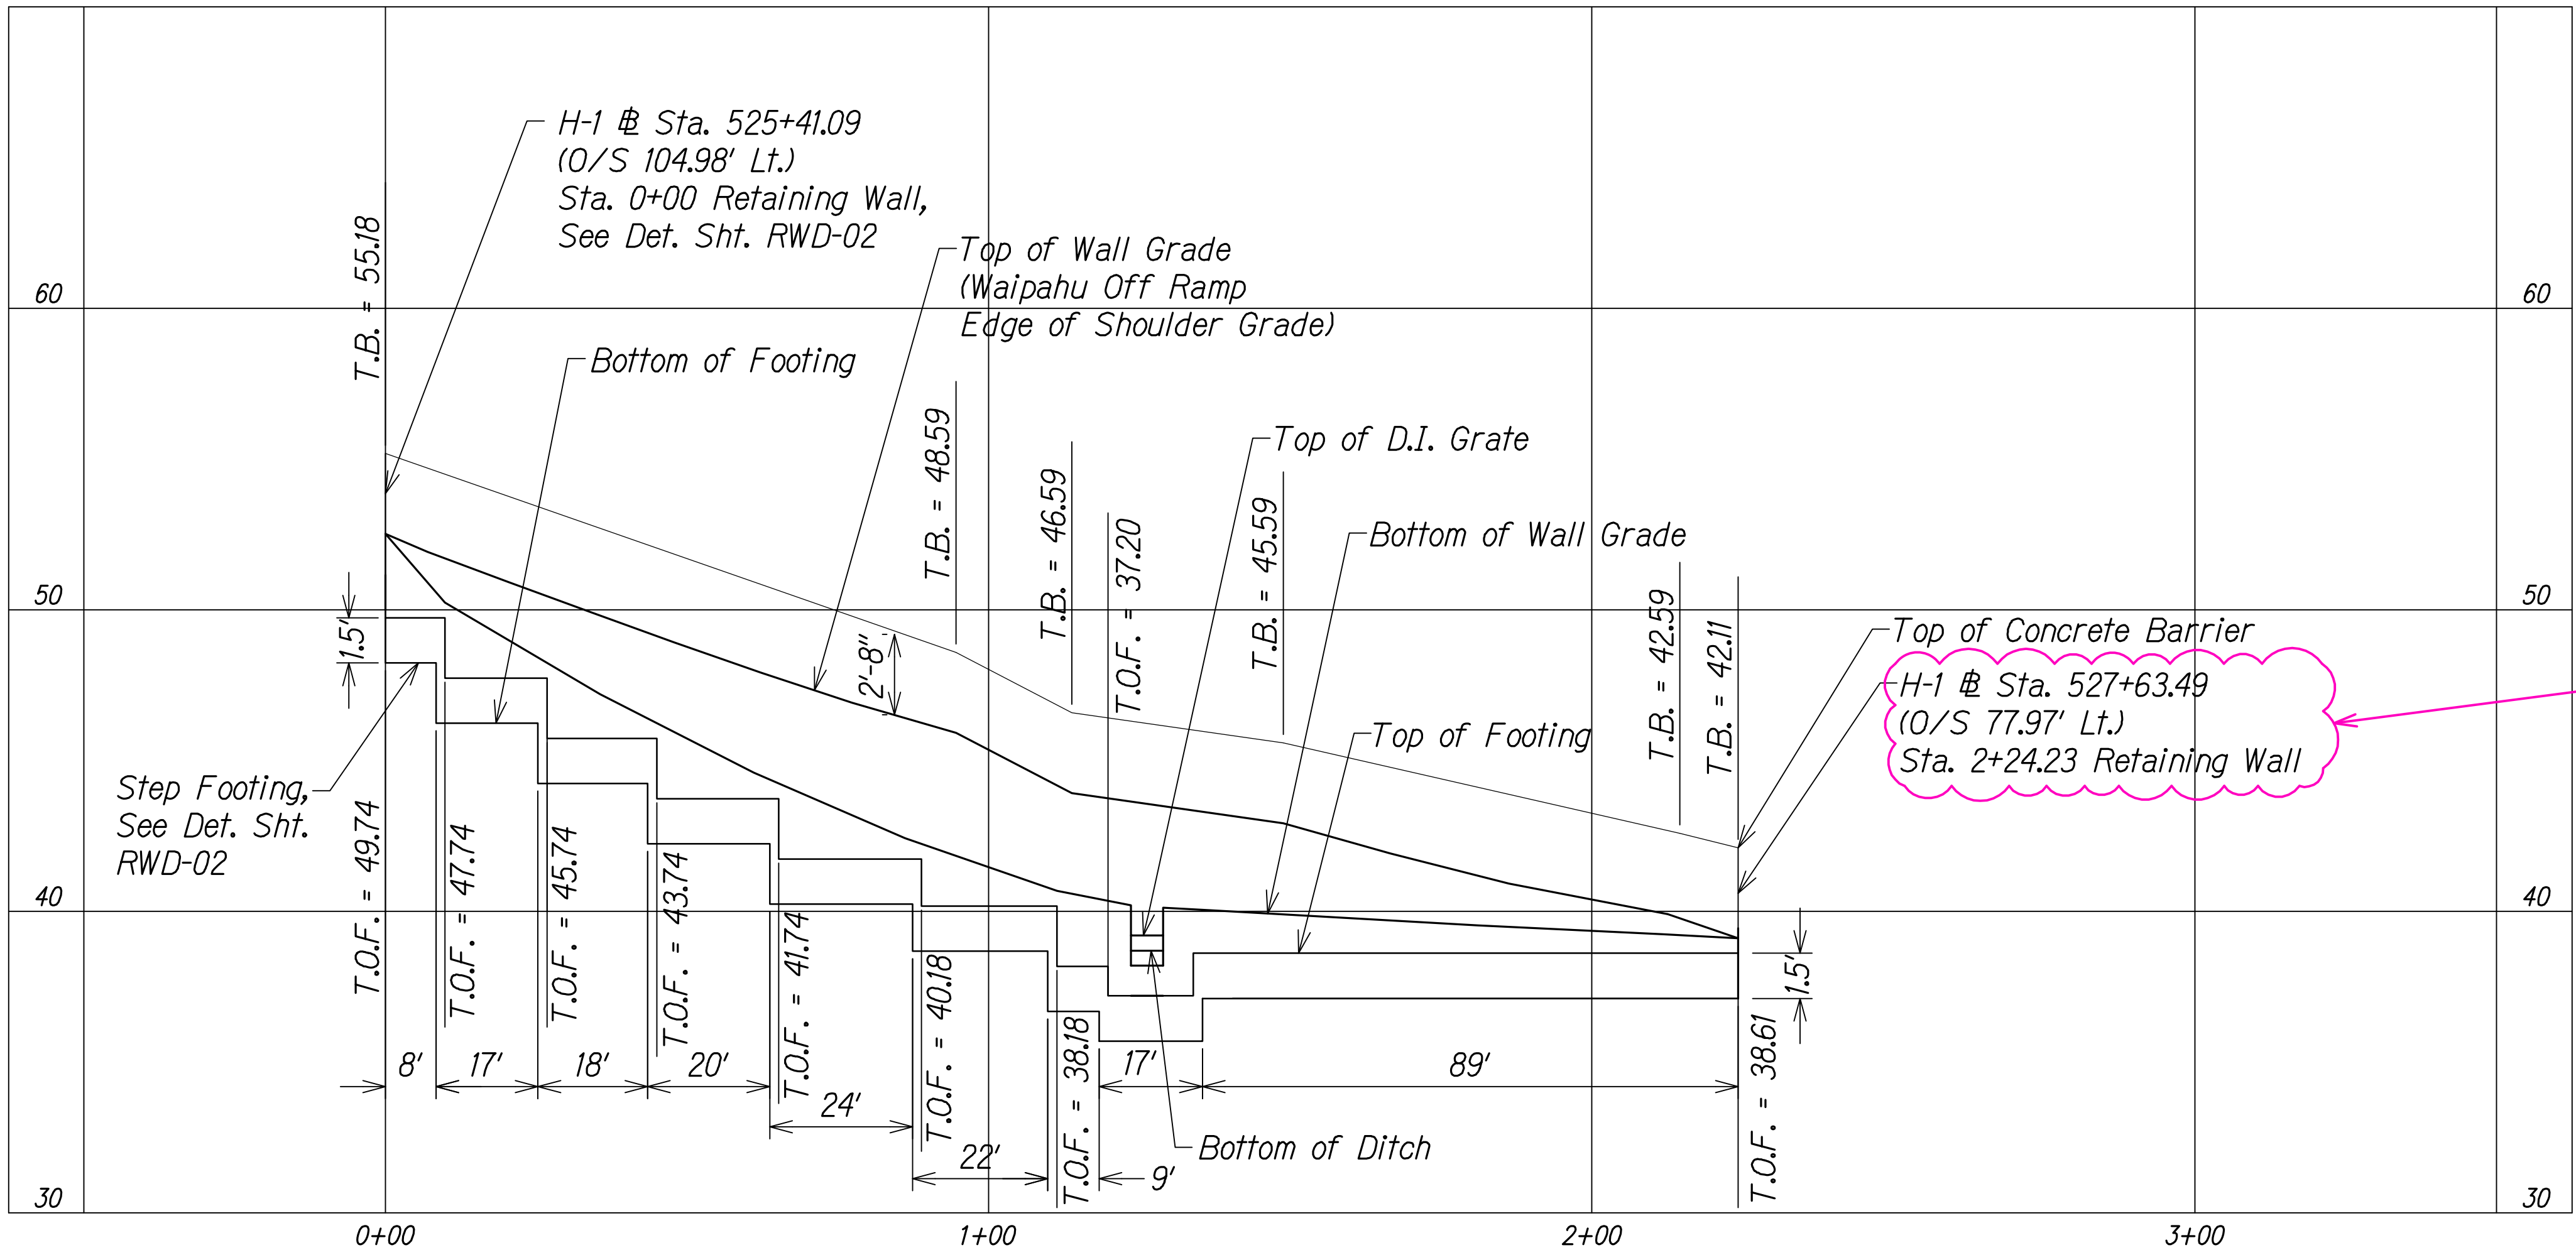 H-1 ⅊ Sta. 525+41.09
(O/S 104.98' Lt.)
Sta. 0+00 Retaining Wall,
See Det. Sht. RWD-02
Top of Wall Grade
(Waipahu Off Ramp
Edge of Shoulder Grade)
Bottom of Footing
T.B. = 55.18
60
60
T.B. = 48.59
T.B. = 46.59
T.O.F. = 37.20
Top of D.I. Grate
T.B. = 45.59
Bottom of Wall Grade
T.B. = 42.59
T.B. = 42.11
50
50
1.5'
2'-8"
Top of Concrete Barrier
H-1 Sta. 527+63.49
(O/S 77.97' Lt.)
Sta. 2+24.23 Retaining Wall
Top of Footing
Step Footing,
See Det. Sht.
RWD-02
40
40
T.O.F. = 49.74
T.O.F. = 47.74
T.O.F. = 45.74
T.O.F. = 43.74
T.O.F. = 41.74
T.O.F. = 40.18
T.O.F. = 38.18
T.O.F. = 38.61
1.5'
8'
17'
18'
20'
24'
22'
9'
17'
89'
Bottom of Ditch
30
30
0+00
1+00
2+00
3+00